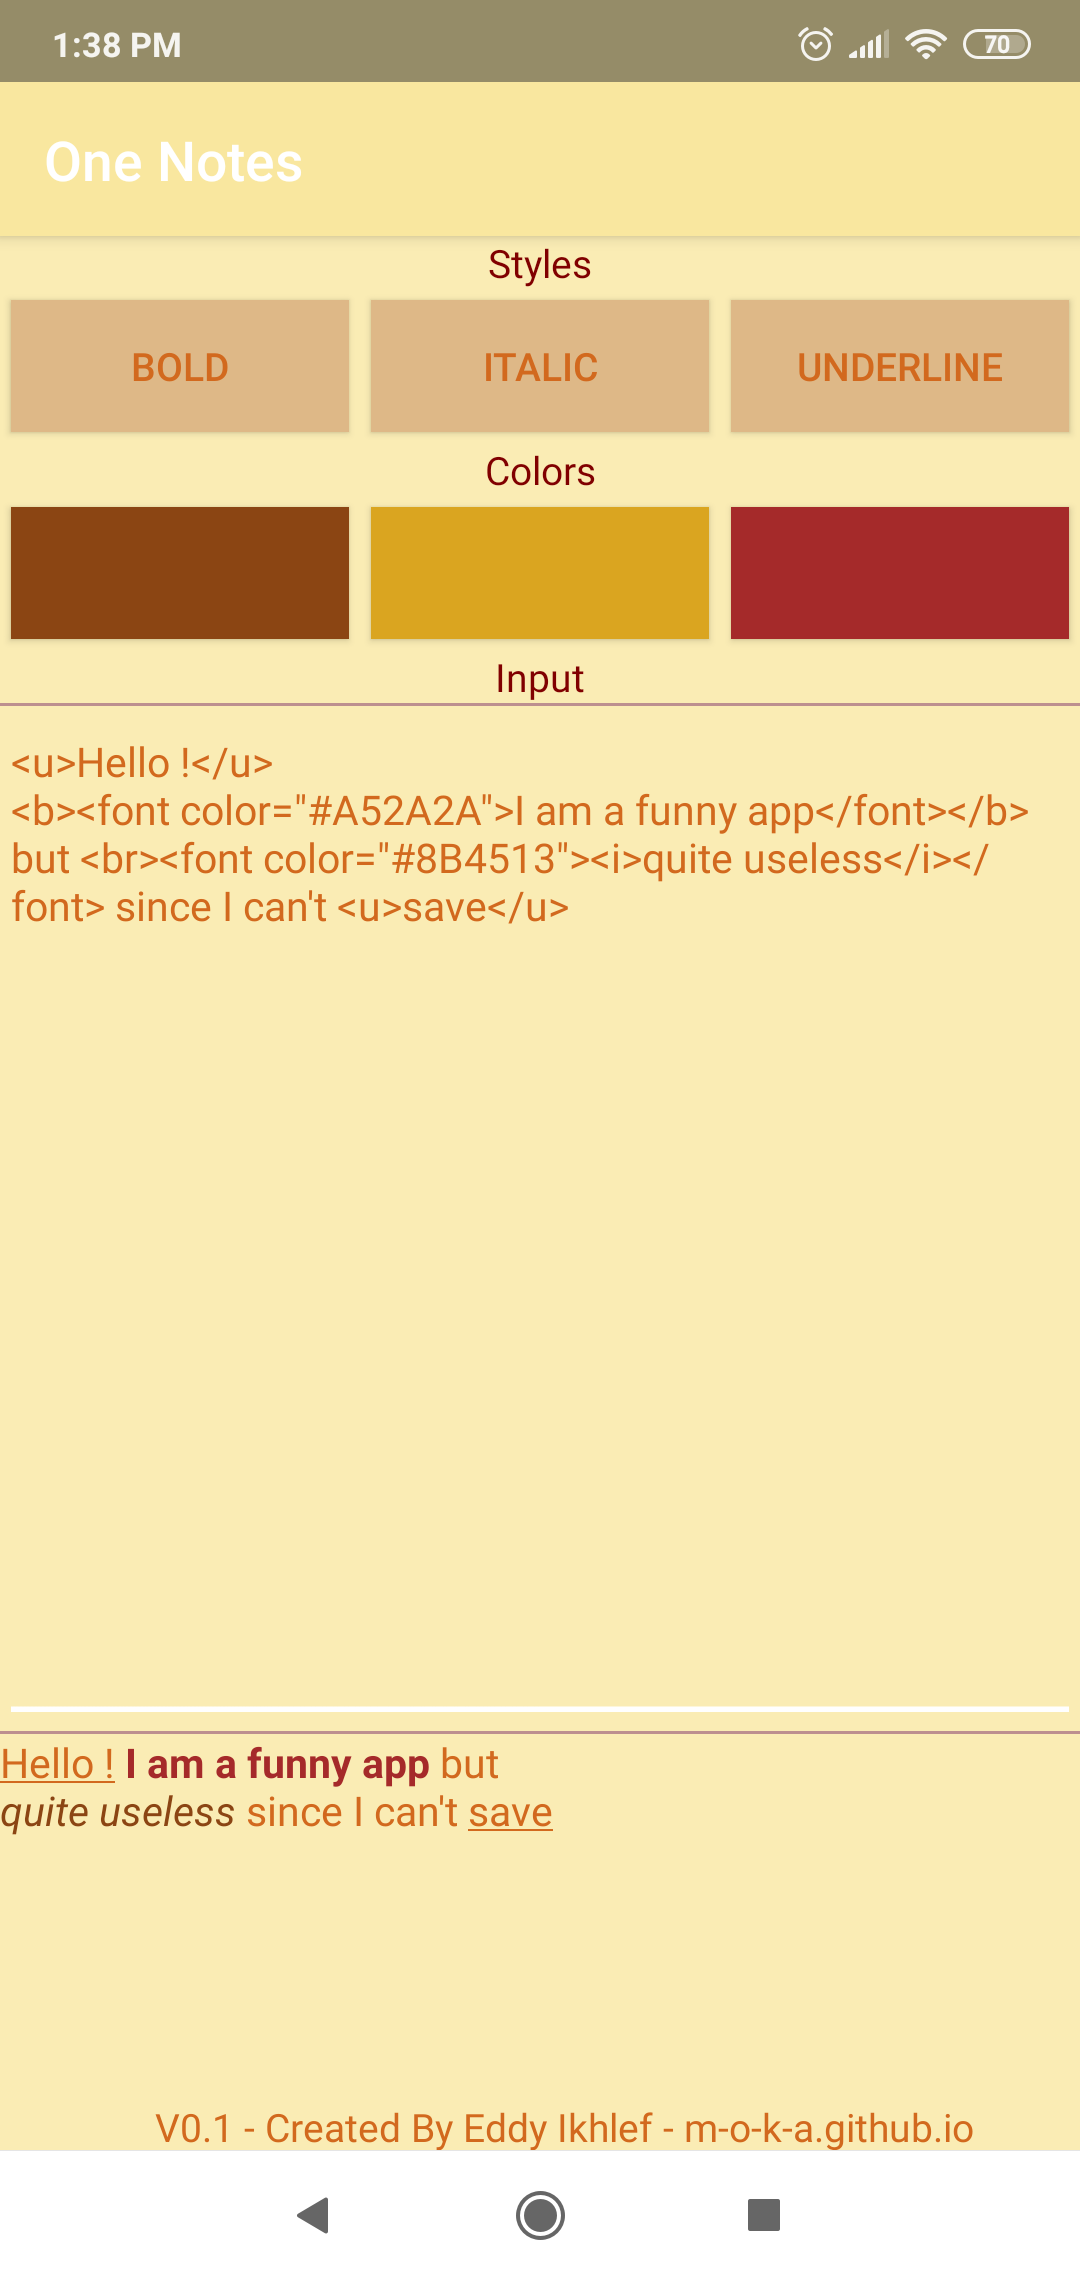 1:38 PM
70
One Notes
Styles
BOLD ITALIC UNDERLINE
Colors
Input
<u>Hello !</u>
<b><font color="#A52A2A">I am a funny app</font></b>
but <br><font color="#8B4513"><i>quite useless</i></
font> since I can't <u>save</u>
Hello ! I am a funny app but
quite useless since I can't save
V0.1 - Created By Eddy Ikhlef - m-o-k-a.github.io